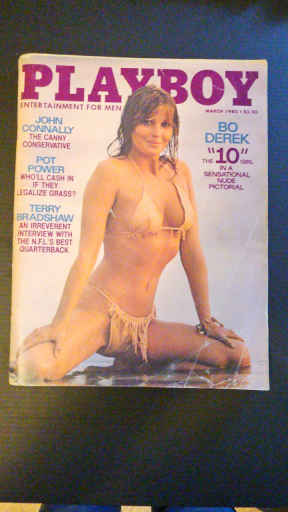 PLAYBOY
ENTERTAINMENT FOR MEN
MARCH 1980 •
JOHN
CONNALLY
THE CANNY
CONSERVATIVE
POT
POWER
WHO'LL CASH IN
IF THEY
LEGALIZE GRASS?
TERRY
BRADSHAW
AN IRREVERENT
INTERVIEW WITH
THE N.F.L.'S BEST
QUARTERBACK
BO
DEREK
THE "10" GIRL
IN A
SENSATIONAL
NUDE
PICTORIAL